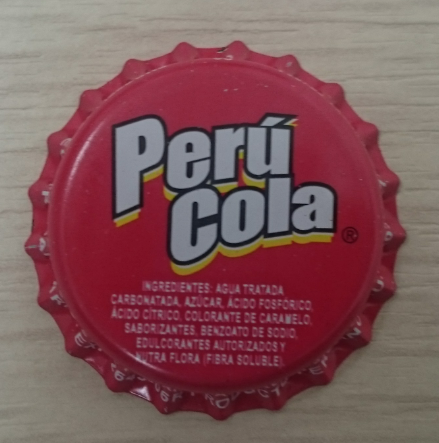 Perú
Cola
®
INGREDIENTES: AGUA TRATADA
CARBONATADA, AZÚCAR, ÁCIDO FOSFÓRICO,
ÁCIDO CÍTRICO, COLORANTE DE CARAMELO,
SABORIZANTES, BENZOATO DE SODIO,
EDULCORANTES AUTORIZADOS Y
NUTRA FLORA (FIBRA SOLUBLE).